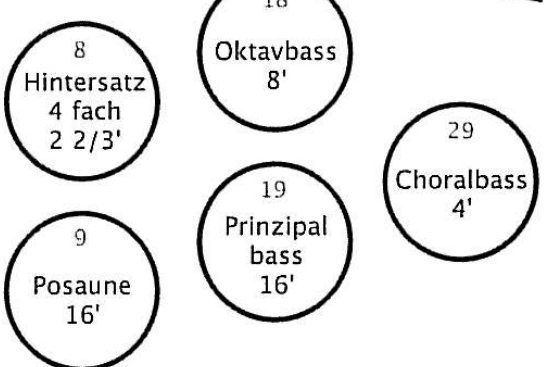 8
Hintersatz
4 fach
2 2/3'
9
Posaune
16'
18
Oktavbass
8'
19
Prinzipal
bass
16'
29
Choralbass
4'